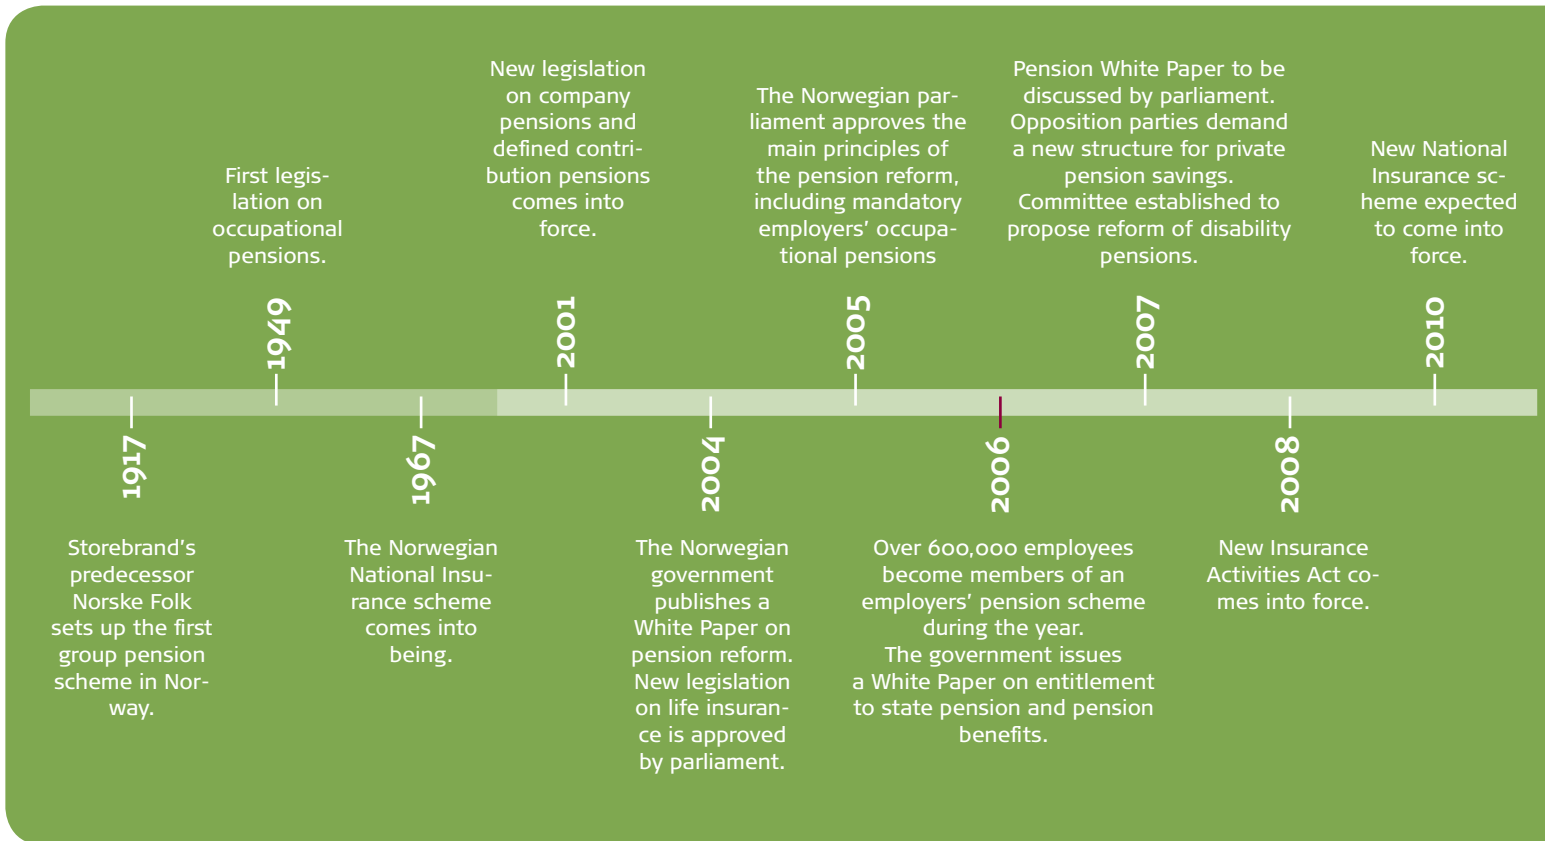 First legis-
lation on
occupational
pensions.
1949
New legislation
on company
pensions and
defined contri-
bution pensions
comes into
force.
2001
The Norwegian par-
liament approves the
main principles of
the pension reform,
including mandatory
employers' occupa-
tional pensions
2005
Pension White Paper to be
discussed by parliament.
Opposition parties demand
a new structure for private
pension savings.
Committee established to
propose reform of disability
pensions.
2007
New National
Insurance sc-
heme expected
to come into
force.
2010
1917
Storebrand's
predecessor
Norske Folk
sets up the first
group pension
scheme in Nor-
way.
1967
The Norwegian
National Insu-
rance scheme
comes into
being.
2004
The Norwegian
government
publishes a
White Paper on
pension reform.
New legislation
on life insuran-
ce is approved
by parliament.
2006
Over 600,000 employees
become members of an
employers' pension scheme
during the year.
The government issues
a White Paper on entitlement
to state pension and pension
benefits.
2008
New Insurance
Activities Act co-
mes into force.